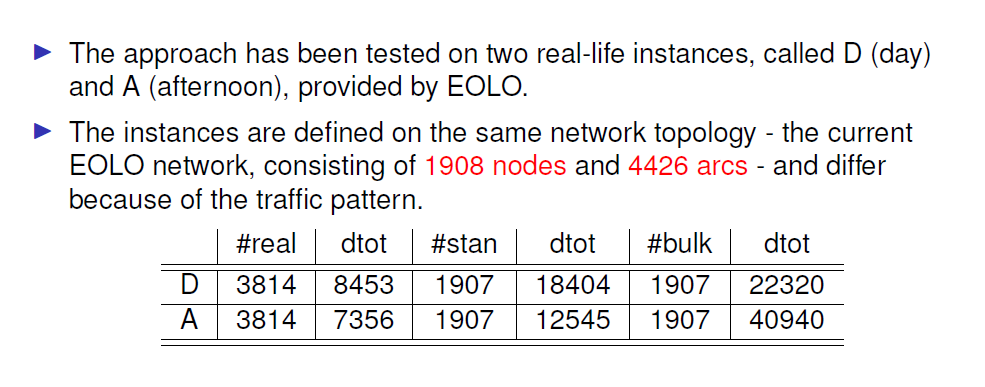 The approach has been tested on two real-life instances, called D (day)
and A (afternoon), provided by EOLO.
The instances are defined on the same network topology - the current
EOLO network, consisting of 1908 nodes and 4426 arcs - and differ
because of the traffic pattern.
#real dtot #stan dtot #bulk dtot
D 3814 8453 1907 18404 1907 22320
A 3814 7356 1907 12545 1907 40940